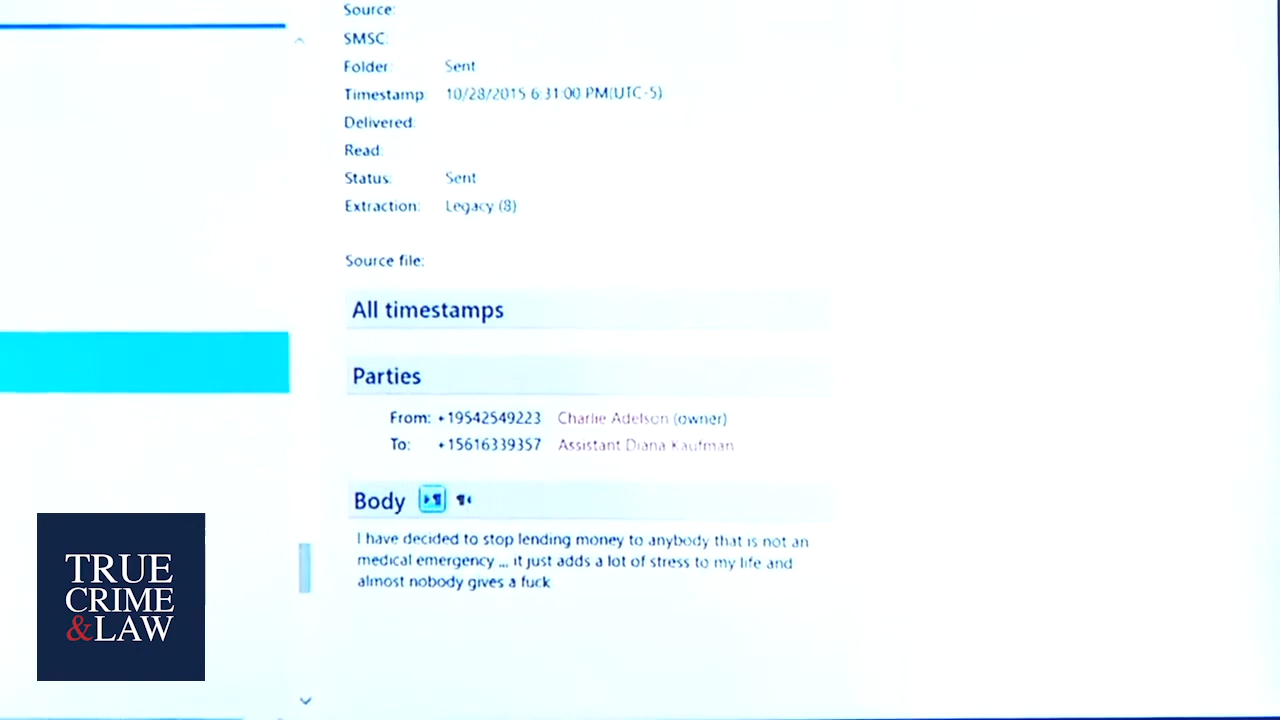 Source:
SMSC:
Folder: Sent
Timestamp: 10/28/2015 6:31:00 PM(UTC-5)
Delivered:
Read:
Status: Sent
Extraction: Legacy (8)
Source file:
All timestamps
Parties
From: +19542549223 Charlie Adelson (owner)
To: +15616339357 Assistant Diana Kaufman
Body
I have decided to stop lending money to anybody that is not an
medical emergency ... it just adds a lot of stress to my life and
almost nobody gives a fuck
TRUE
CRIME
&LAW